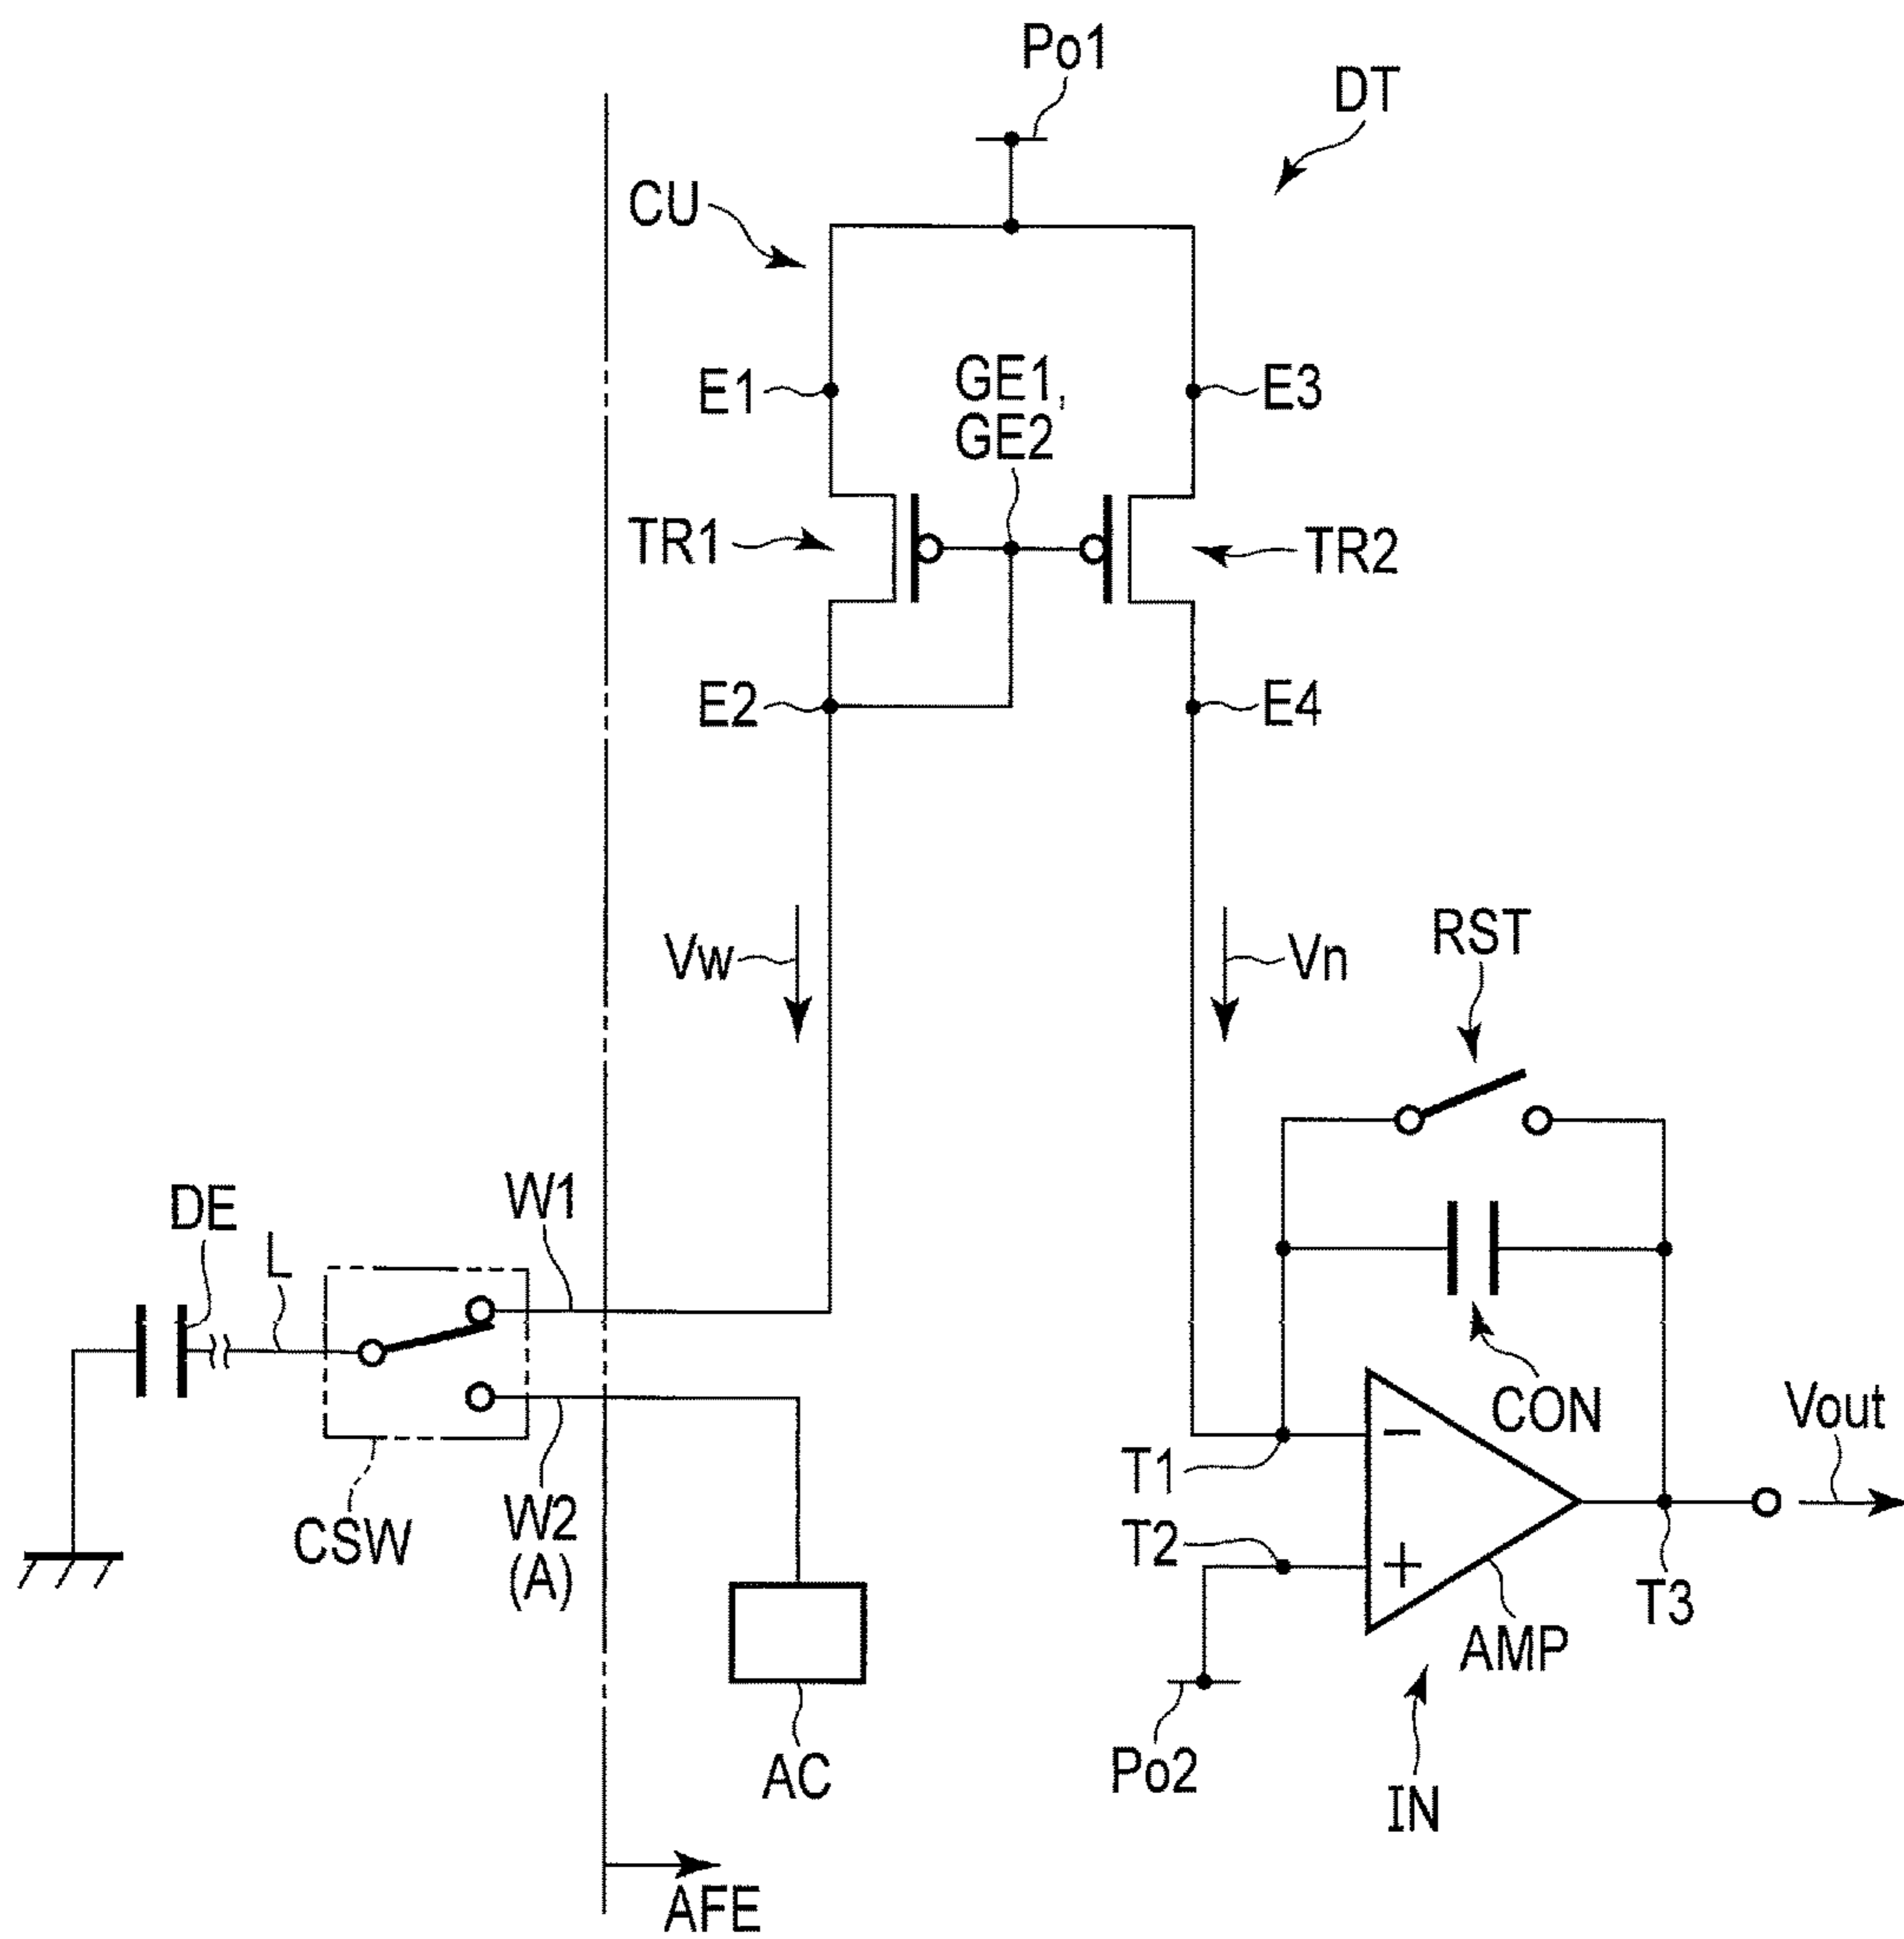 Po1
DT
CU
E1
GE1,
GE2
E3
TR1
TR2
E2
E4
Vw
Vn
RST
DE
L
W1
CON
Vout
T1
−
CSW
W2
(A)
T2
+
T3
AMP
Po2
AC
IN
AFE